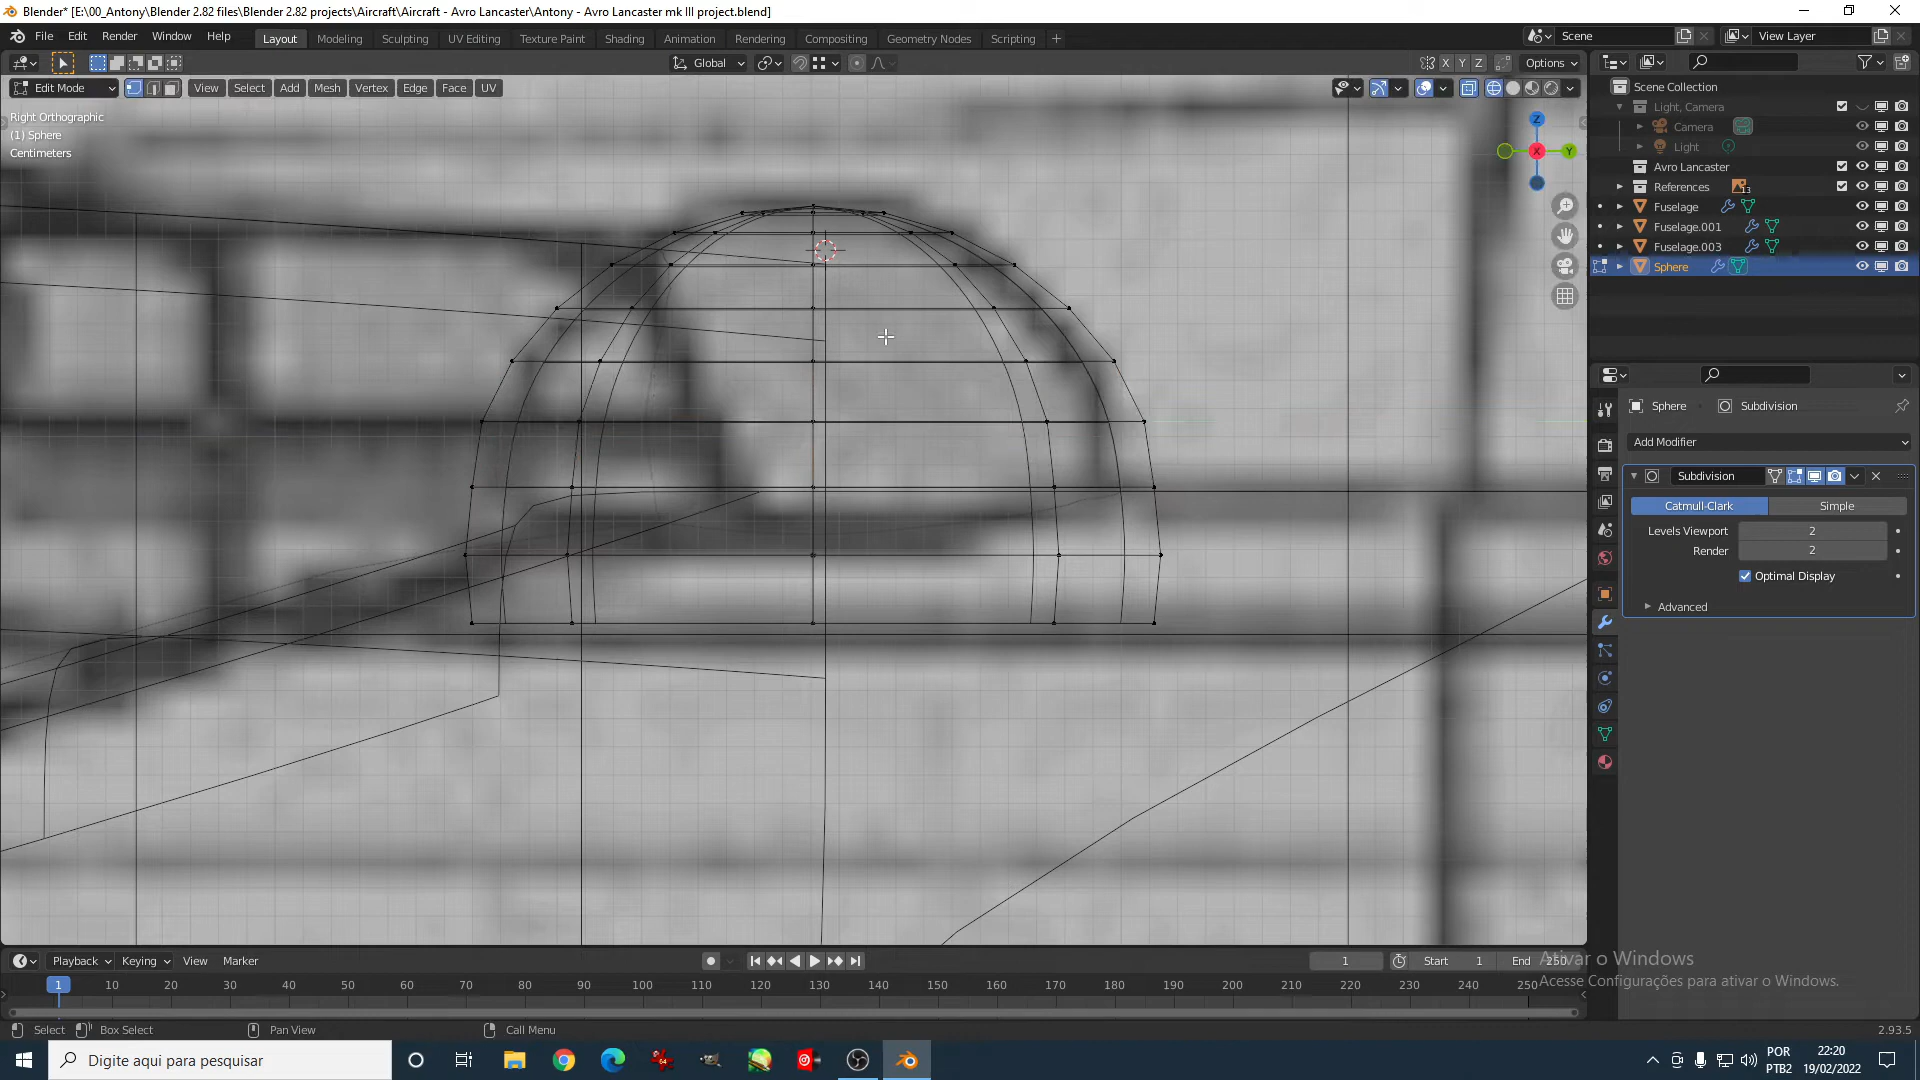 Blender* [E:\00_Antony\Blender 2.82 files\Blender 2.82 projects\Aircraft\Aircraft - Avro Lancaster\Antony - Avro Lancaster mk III project.blend]
File Edit Render Window Help Layout Modeling Sculpting UV Editing Texture Paint Shading Animation Rendering Compositing Geometry Nodes Scripting + Scene View Layer
Global X Y Z Options
Edit Mode View Select Add Mesh Vertex Edge Face UV
Right Orthographic
(1) Sphere
Centimeters
Z
X
Y
Scene Collection
Light, Camera
Camera
Light
Avro Lancaster
References 13
Fuselage
Fuselage.001
Fuselage.003
Sphere
Sphere Subdivision
Add Modifier
Subdivision
Catmull-Clark Simple
Levels Viewport 2
Render 2
Optimal Display
Advanced
Playback Keying View Marker 1 Start 1 End 250
1 10 20 30 40 50 60 70 80 90 100 110 120 130 140 150 160 170 180 190 200 210 220 230 240 250
Ativar o Windows
Acesse Configurações para ativar o Windows.
Select Box Select Pan View Call Menu 2.93.5
Digite aqui para pesquisar
POR
PTB2
22:20
19/02/2022